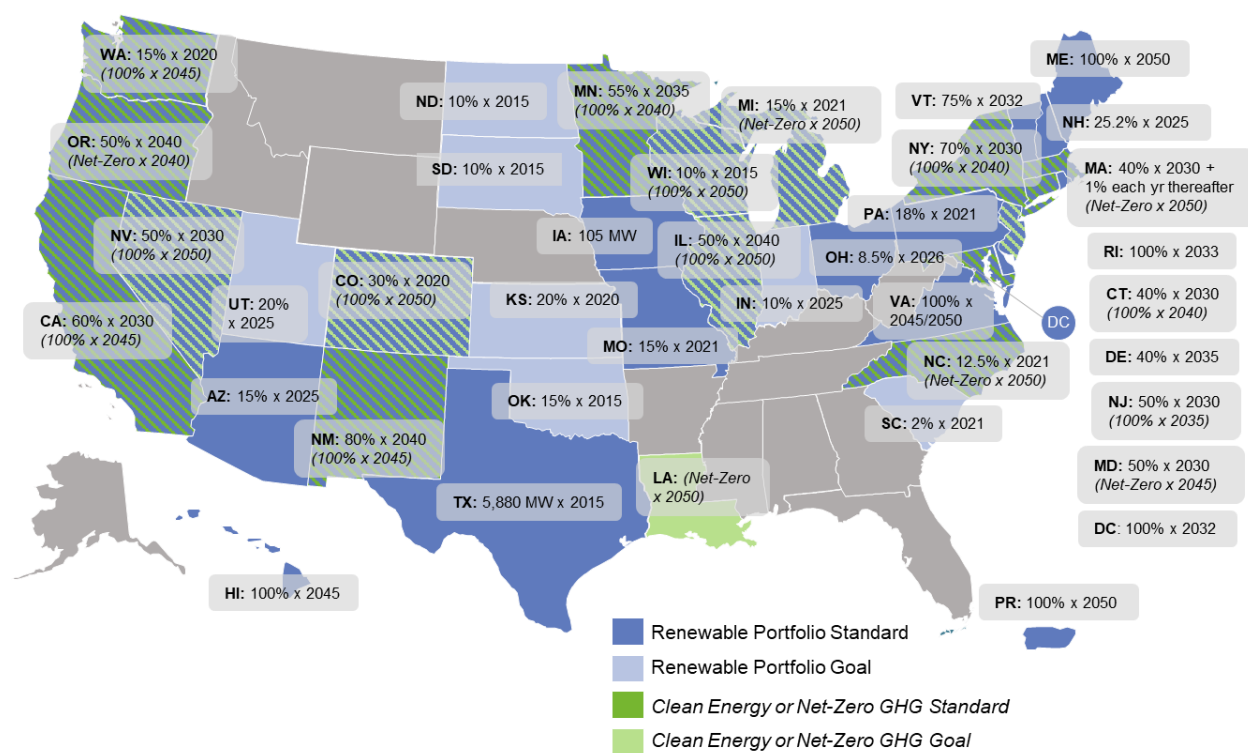 WA: 15% x 2020
(100% x 2045)
OR: 50% x 2040
(Net-Zero x 2040)
CA: 60% x 2030
(100% x 2045)
NV: 50% x 2030
(100% x 2050)
UT: 20%
x 2025
AZ: 15% x 2025
CO: 30% x 2020
(100% x 2050)
NM: 80% x 2040
(100% x 2045)
ND: 10% x 2015
SD: 10% x 2015
KS: 20% x 2020
OK: 15% x 2015
TX: 5,880 MW x 2015
MN: 55% x 2035
(100% x 2040)
IA: 105 MW
MO: 15% x 2021
LA: (Net-Zero
x 2050)
WI: 10% x 2015
(100% x 2050)
IL: 50% x 2040
(100% x 2050)
MI: 15% x 2021
(Net-Zero x 2050)
IN: 10% x 2025
OH: 8.5% x 2026
PA: 18% x 2021
VA: 100% x
2045/2050
NC: 12.5% x 2021
(Net-Zero x 2050)
SC: 2% x 2021
NY: 70% x 2030
(100% x 2040)
VT: 75% x 2032
ME: 100% x 2050
NH: 25.2% x 2025
MA: 40% x 2030 +
1% each yr thereafter
(Net-Zero x 2050)
RI: 100% x 2033
CT: 40% x 2030
(100% x 2040)
DE: 40% x 2035
NJ: 50% x 2030
(100% x 2035)
MD: 50% x 2030
(Net-Zero x 2045)
DC: 100% x 2032
DC
HI: 100% x 2045
PR: 100% x 2050
Renewable Portfolio Standard
Renewable Portfolio Goal
Clean Energy or Net-Zero GHG Standard
Clean Energy or Net-Zero GHG Goal